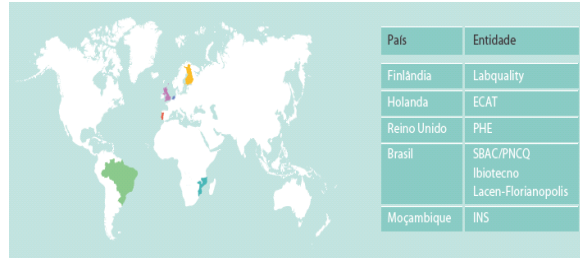 País Entidade
Finlândia Labquality
Holanda ECAT
Reino Unido PHE
Brasil SBAC/PNCQ
Ibiotecno
Lacen-Florianopolis
Moçambique INS